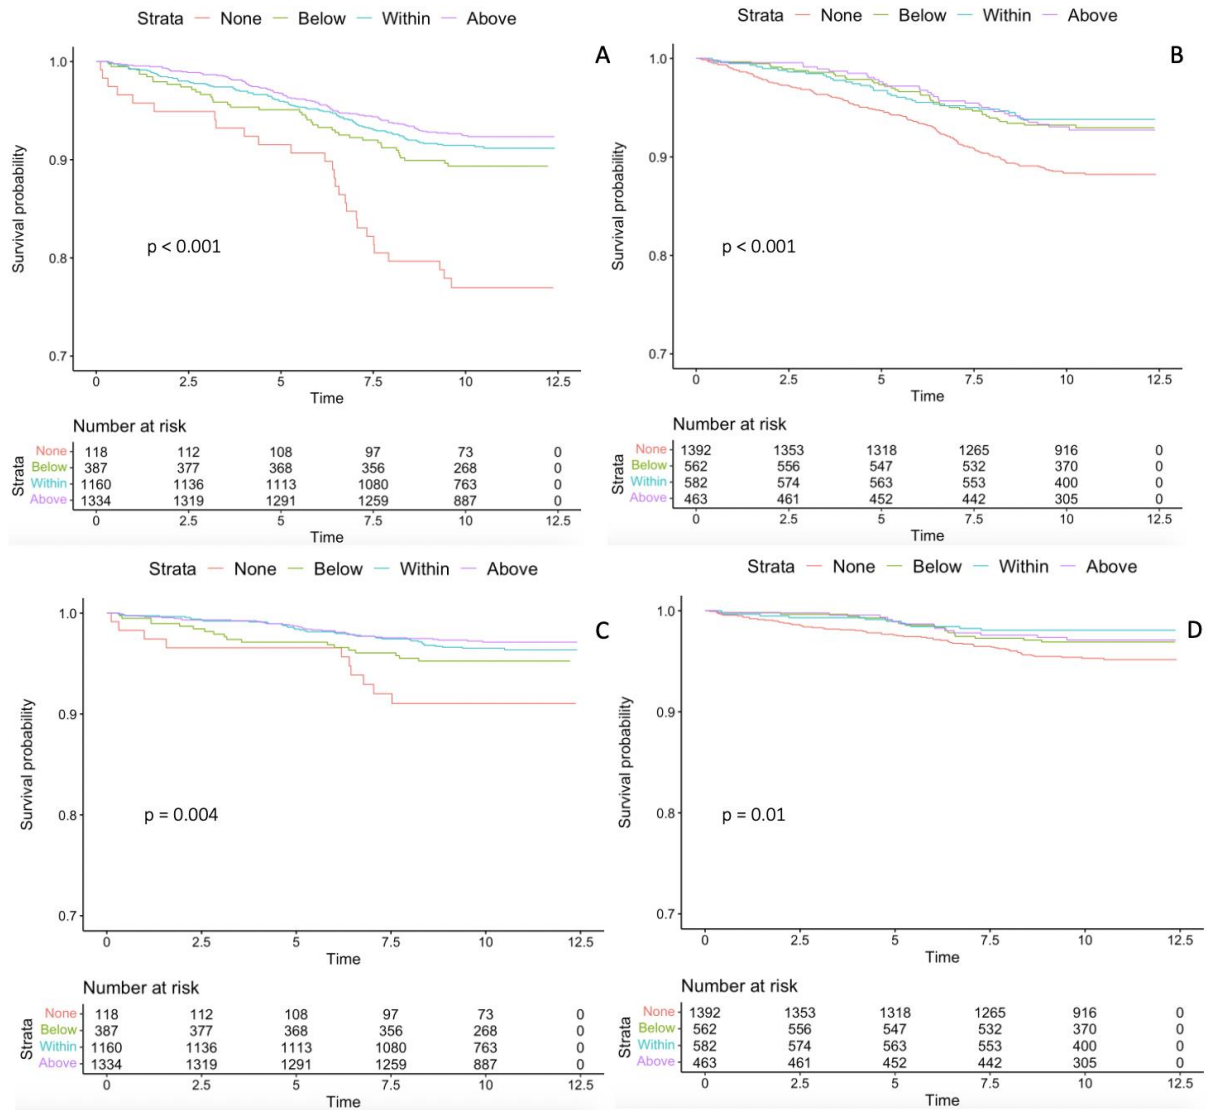 Strata None Below Within Above
A
1.0
0.9
0.8
0.7
Survival probability
p < 0.001
0 2.5 5 7.5 10 12.5
Time
Number at risk
Strata
None 118 112 108 97 73 0
Below 387 377 368 356 268 0
Within 1160 1136 1113 1080 763 0
Above 1334 1319 1291 1259 887 0
0 2.5 5 7.5 10 12.5
Time
Strata None Below Within Above
B
1.0
0.9
0.8
0.7
Survival probability
p < 0.001
0 2.5 5 7.5 10 12.5
Time
Number at risk
Strata
None 1392 1353 1318 1265 916 0
Below 562 556 547 532 370 0
Within 582 574 563 553 400 0
Above 463 461 452 442 305 0
0 2.5 5 7.5 10 12.5
Time
Strata None Below Within Above
C
1.0
0.9
0.8
0.7
Survival probability
p = 0.004
0 2.5 5 7.5 10 12.5
Time
Number at risk
Strata
None 118 112 108 97 73 0
Below 387 377 368 356 268 0
Within 1160 1136 1113 1080 763 0
Above 1334 1319 1291 1259 887 0
0 2.5 5 7.5 10 12.5
Time
Strata None Below Within Above
D
1.0
0.9
0.8
0.7
Survival probability
p = 0.01
0 2.5 5 7.5 10 12.5
Time
Number at risk
Strata
None 1392 1353 1318 1265 916 0
Below 562 556 547 532 370 0
Within 582 574 563 553 400 0
Above 463 461 452 442 305 0
0 2.5 5 7.5 10 12.5
Time